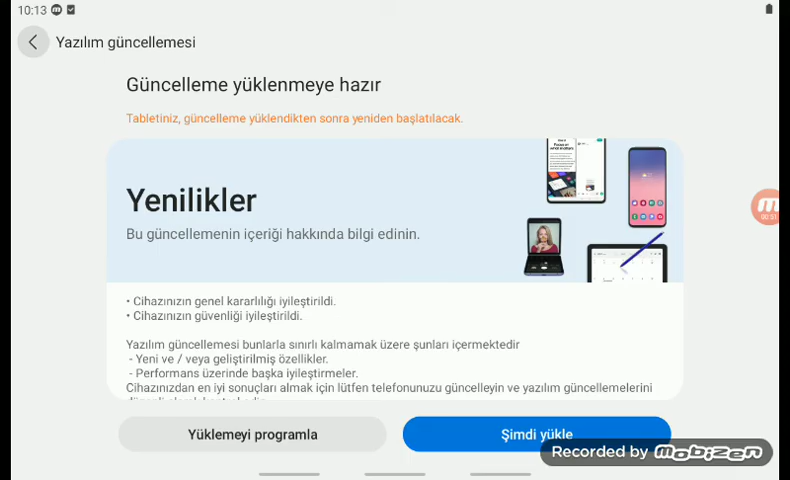 10:13
Yazılım güncellemesi
Güncelleme yüklenmeye hazır
Tabletiniz, güncelleme yüklendikten sonra yeniden başlatılacak.
Yenilikler
Bu güncellemenin içeriği hakkında bilgi edinin.
00:51
• Cihazınızın genel kararlılığı iyileştirildi.
• Cihazınızın güvenliği iyileştirildi.
Yazılım güncellemesi bunlarla sınırlı kalmamak üzere şunları içermektedir
- Yeni ve / veya geliştirilmiş özellikler.
- Performans üzerinde başka iyileştirmeler.
Cihazınızdan en iyi sonuçları almak için lütfen telefonunuzu güncelleyin ve yazılım güncellemelerini
Yüklemeyi programla
Şimdi yükle
Recorded by mobizen